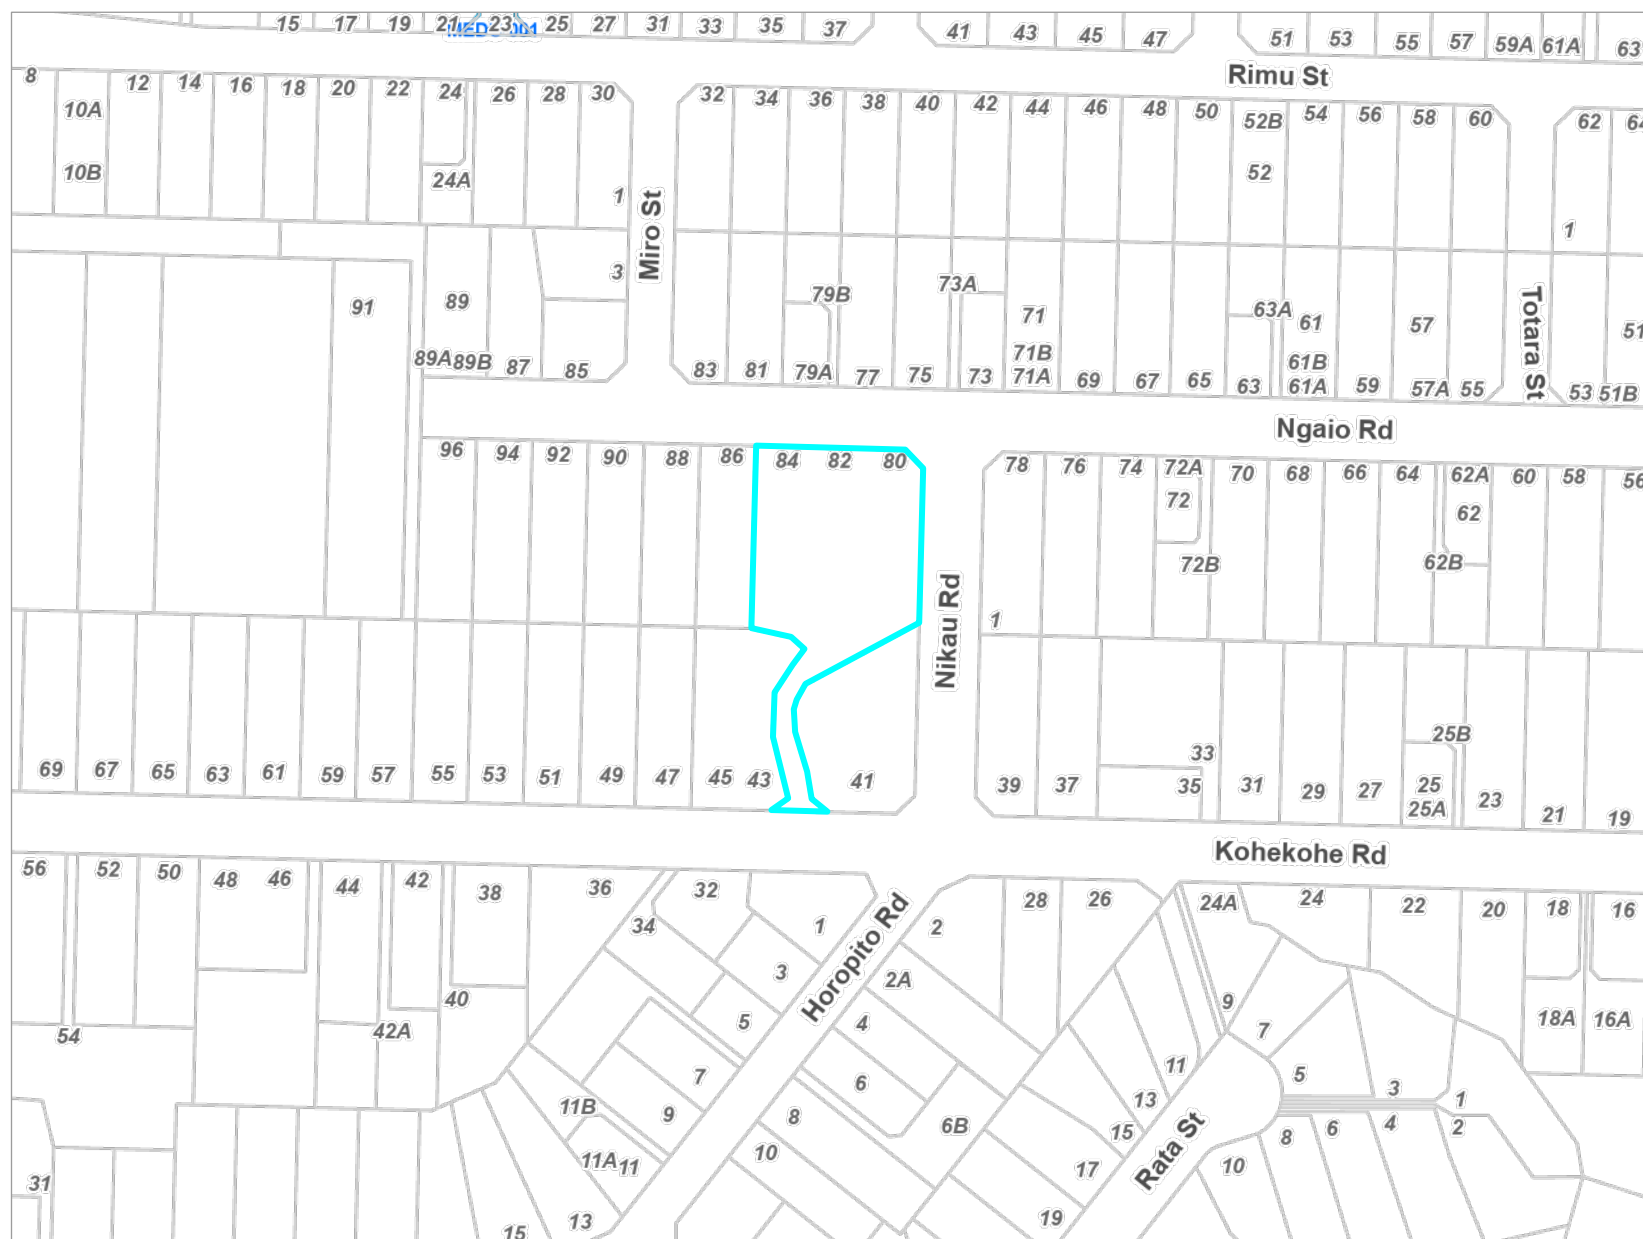 15 17 19 21 23 25 27 31 33 35 37 41 43 45 47 51 53 55 57 59A 61A 63
MEDC 001
Rimu St
8 10A 12 14 16 18 20 22 24 26 28 30 32 34 36 38 40 42 44 46 48 50 52B 54 56 58 60 62 64
10B 24A 52
1 Miro St 1
3
91 89 79B 73A 71 63A 61 57 Totara St 51
89A 89B 87 85 83 81 79A 77 75 73 71B 71A 69 67 65 63 61B 61A 59 57A 55 53 51B
Ngaio Rd
96 94 92 90 88 86 84 82 80 78 76 74 72A 70 68 66 64 62A 60 58 56
72 62
72B 62B
Nikau Rd 1
33 25B
69 67 65 63 61 59 57 55 53 51 49 47 45 43 41 39 37 35 31 29 27 25 23 21 19
25A
Kohekohe Rd
56 52 50 48 46 44 42 38 36 32 28 26 24A 24 22 20 18 16
34 1 Horopito Rd 2
3 2A
54 42A 40 5 4 9 7 18A 16A
7 6 11 5 3 1
11B 9 8 6B 13 15 Rata St 8 6 4 2
31 11A 11 10 17 10
15 13 19